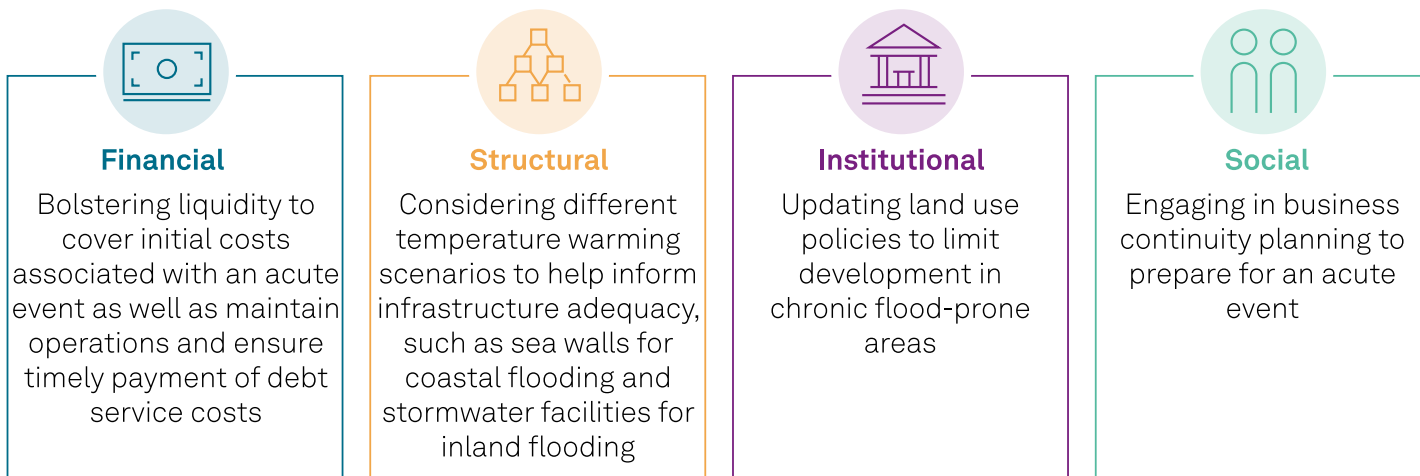 Financial
Bolstering liquidity to
cover initial costs
associated with an acute
event as well as maintain
operations and ensure
timely payment of debt
service costs
Structural
Considering different
temperature warming
scenarios to help inform
infrastructure adequacy,
such as sea walls for
coastal flooding and
stormwater facilities for
inland flooding
Institutional
Updating land use
policies to limit
development in
chronic flood-prone
areas
Social
Engaging in business
continuity planning to
prepare for an acute
event